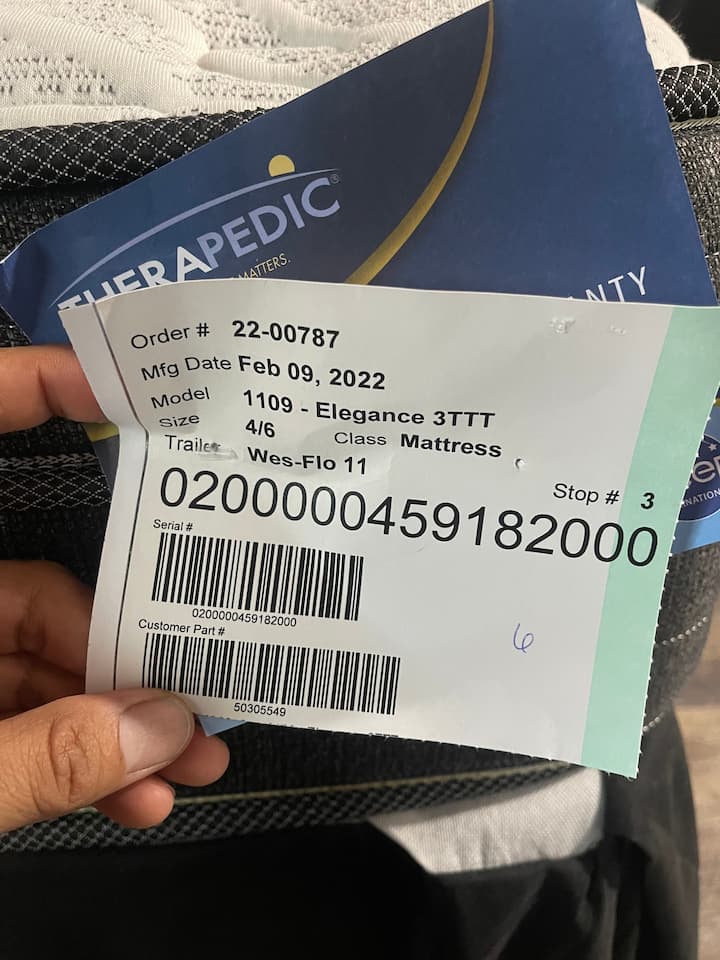 THERAPEDIC®
MATTERS.
Order # 22-00787
Mfg Date Feb 09, 2022
Model 1109 - Elegance 3TTT
Size 4/6 Class Mattress
Trailer Wes-Flo 11
Stop # 3
0200000459182000
Serial #
0200000459182000
Customer Part #
50305549
6